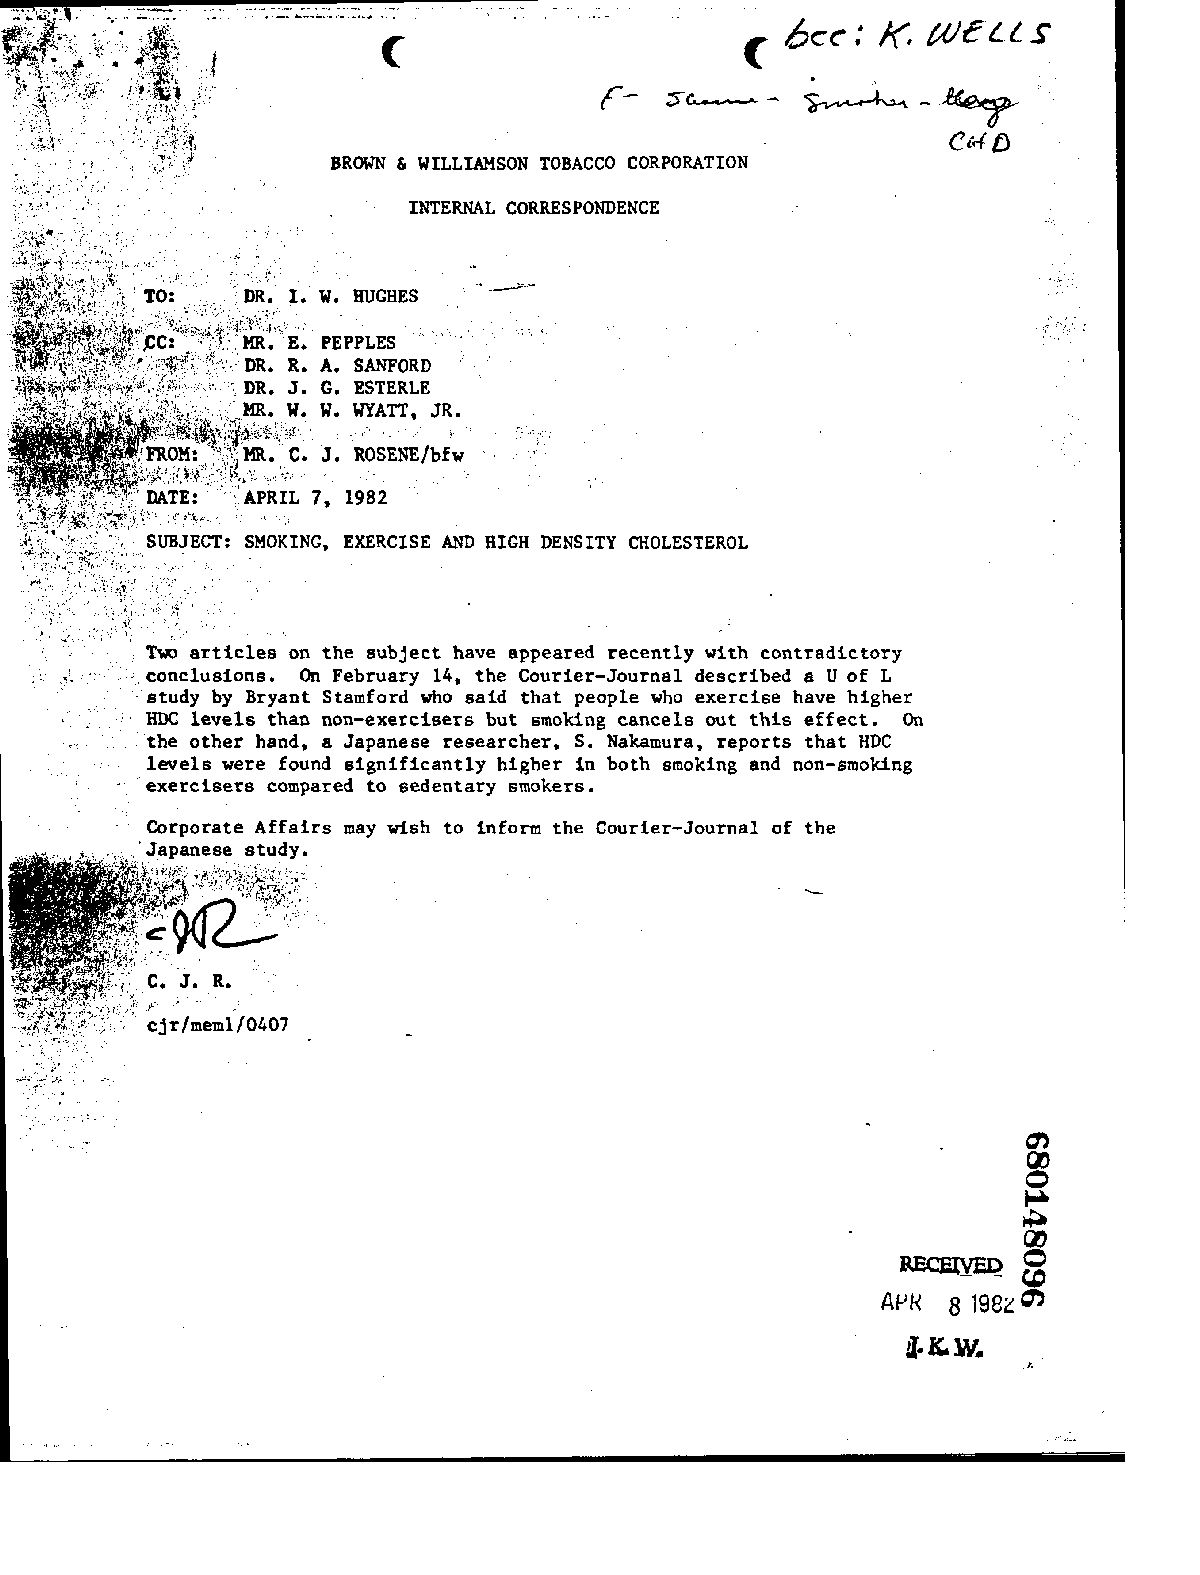 bcc: K. WELLS
F-
BROWN & WILLIAMSON TOBACCO CORPORATION
INTERNAL CORRESPONDENCE
TO: DR. I. W. HUGHES
CC: MR. E. PEPPLES
DR. R. A. SANFORD
DR. J. G. ESTERLE
MR. W. W. WYATT, JR.
FROM: MR. C. J. ROSENE/bfw
DATE: APRIL 7, 1982
SUBJECT: SMOKING, EXERCISE AND HIGH DENSITY CHOLESTEROL
Two articles on the subject have appeared recently with contradictory
conclusions. On February 14, the Courier-Journal described a U of L
study by Bryant Stamford who said that people who exercise have higher
HDC levels than non-exercisers but smoking cancels out this effect. On
the other hand, a Japanese researcher, S. Nakamura, reports that HDC
levels were found significantly higher in both smoking and non-smoking
exercisers compared to sedentary smokers.
Corporate Affairs may wish to inform the Courier-Journal of the
Japanese study.
CJR
C. J. R.
cjr/mem1/0407
680148096
RECEIVED
APR 8 1982
I.K.W.